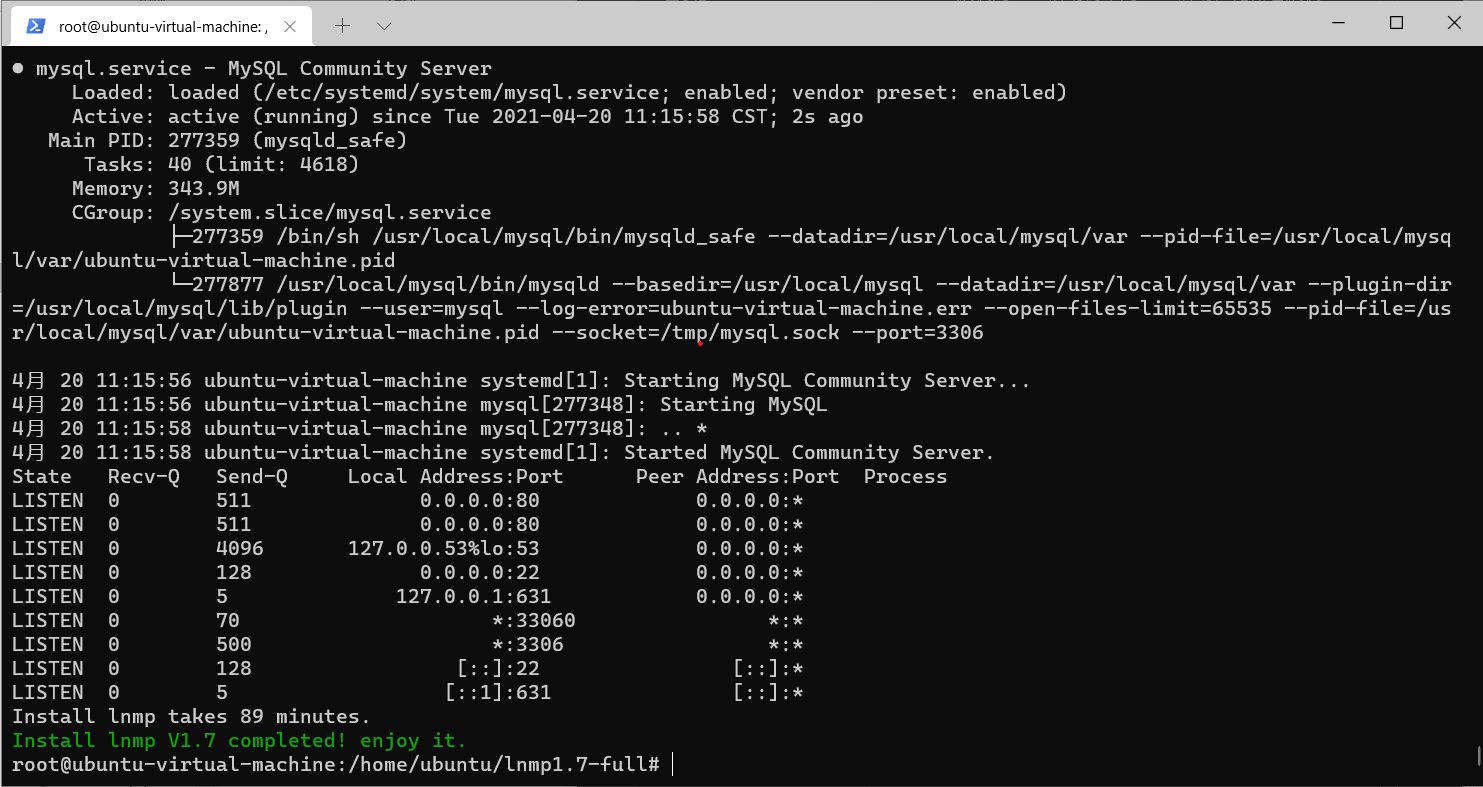 root@ubuntu-virtual-machine: /
● mysql.service - MySQL Community Server
     Loaded: loaded (/etc/systemd/system/mysql.service; enabled; vendor preset: enabled)
     Active: active (running) since Tue 2021-04-20 11:15:58 CST; 2s ago
   Main PID: 277359 (mysqld_safe)
      Tasks: 40 (limit: 4618)
     Memory: 343.9M
     CGroup: /system.slice/mysql.service
             ├─277359 /bin/sh /usr/local/mysql/bin/mysqld_safe --datadir=/usr/local/mysql/var --pid-file=/usr/local/mysq
l/var/ubuntu-virtual-machine.pid
             └─277877 /usr/local/mysql/bin/mysqld --basedir=/usr/local/mysql --datadir=/usr/local/mysql/var --plugin-dir
=/usr/local/mysql/lib/plugin --user=mysql --log-error=ubuntu-virtual-machine.err --open-files-limit=65535 --pid-file=/us
r/local/mysql/var/ubuntu-virtual-machine.pid --socket=/tmp/mysql.sock --port=3306
4月 20 11:15:56 ubuntu-virtual-machine systemd[1]: Starting MySQL Community Server...
4月 20 11:15:56 ubuntu-virtual-machine mysql[277348]: Starting MySQL
4月 20 11:15:58 ubuntu-virtual-machine mysql[277348]: .. *
4月 20 11:15:58 ubuntu-virtual-machine systemd[1]: Started MySQL Community Server.
State   Recv-Q   Send-Q     Local Address:Port      Peer Address:Port  Process
LISTEN  0        511              0.0.0.0:80             0.0.0.0:*
LISTEN  0        511              0.0.0.0:80             0.0.0.0:*
LISTEN  0        4096       127.0.0.53%lo:53             0.0.0.0:*
LISTEN  0        128              0.0.0.0:22             0.0.0.0:*
LISTEN  0        5              127.0.0.1:631            0.0.0.0:*
LISTEN  0        70                     *:33060                *:*
LISTEN  0        500                    *:3306                 *:*
LISTEN  0        128                 [::]:22                [::]:*
LISTEN  0        5                  [::1]:631               [::]:*
Install lnmp takes 89 minutes.
Install lnmp V1.7 completed! enjoy it.
root@ubuntu-virtual-machine:/home/ubuntu/lnmp1.7-full#